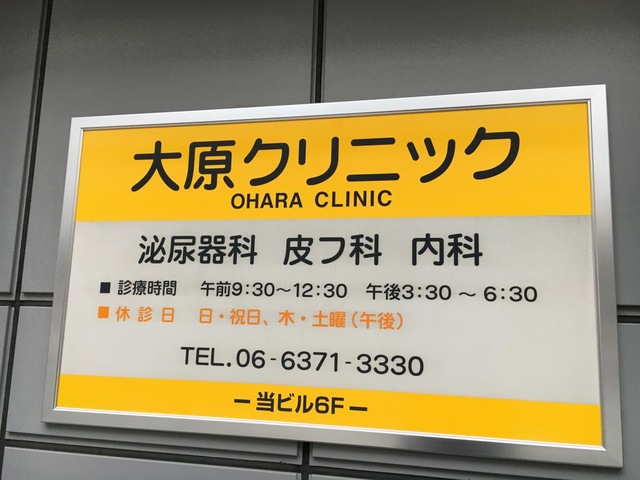 大原クリニック
OHARA CLINIC
泌尿器科 皮フ科 内科
■ 診療時間 午前9:30～12:30 午後3:30 ～ 6:30
■ 休診日 日・祝日、木・土曜(午後)
TEL.06-6371-3330
ー当ビル6Fー